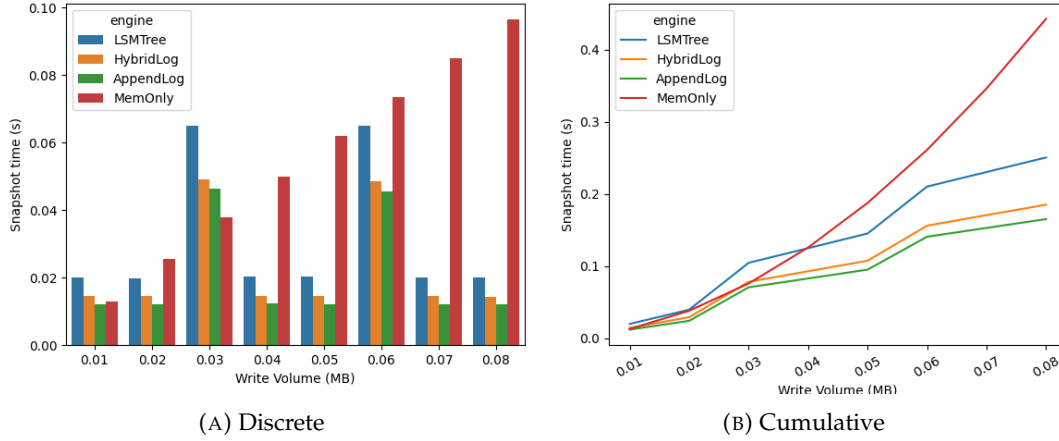 engine
LSMTree
HybridLog
AppendLog
MemOnly
Snapshot time (s)
0.10
0.08
0.06
0.04
0.02
0.00
0.01 0.02 0.03 0.04 0.05 0.06 0.07 0.08
Write Volume (MB)
(A) Discrete
engine
LSMTree
HybridLog
AppendLog
MemOnly
Snapshot time (s)
0.4
0.3
0.2
0.1
0.0
0.01 0.02 0.03 0.04 0.05 0.06 0.07 0.08
Write Volume (MB)
(B) Cumulative